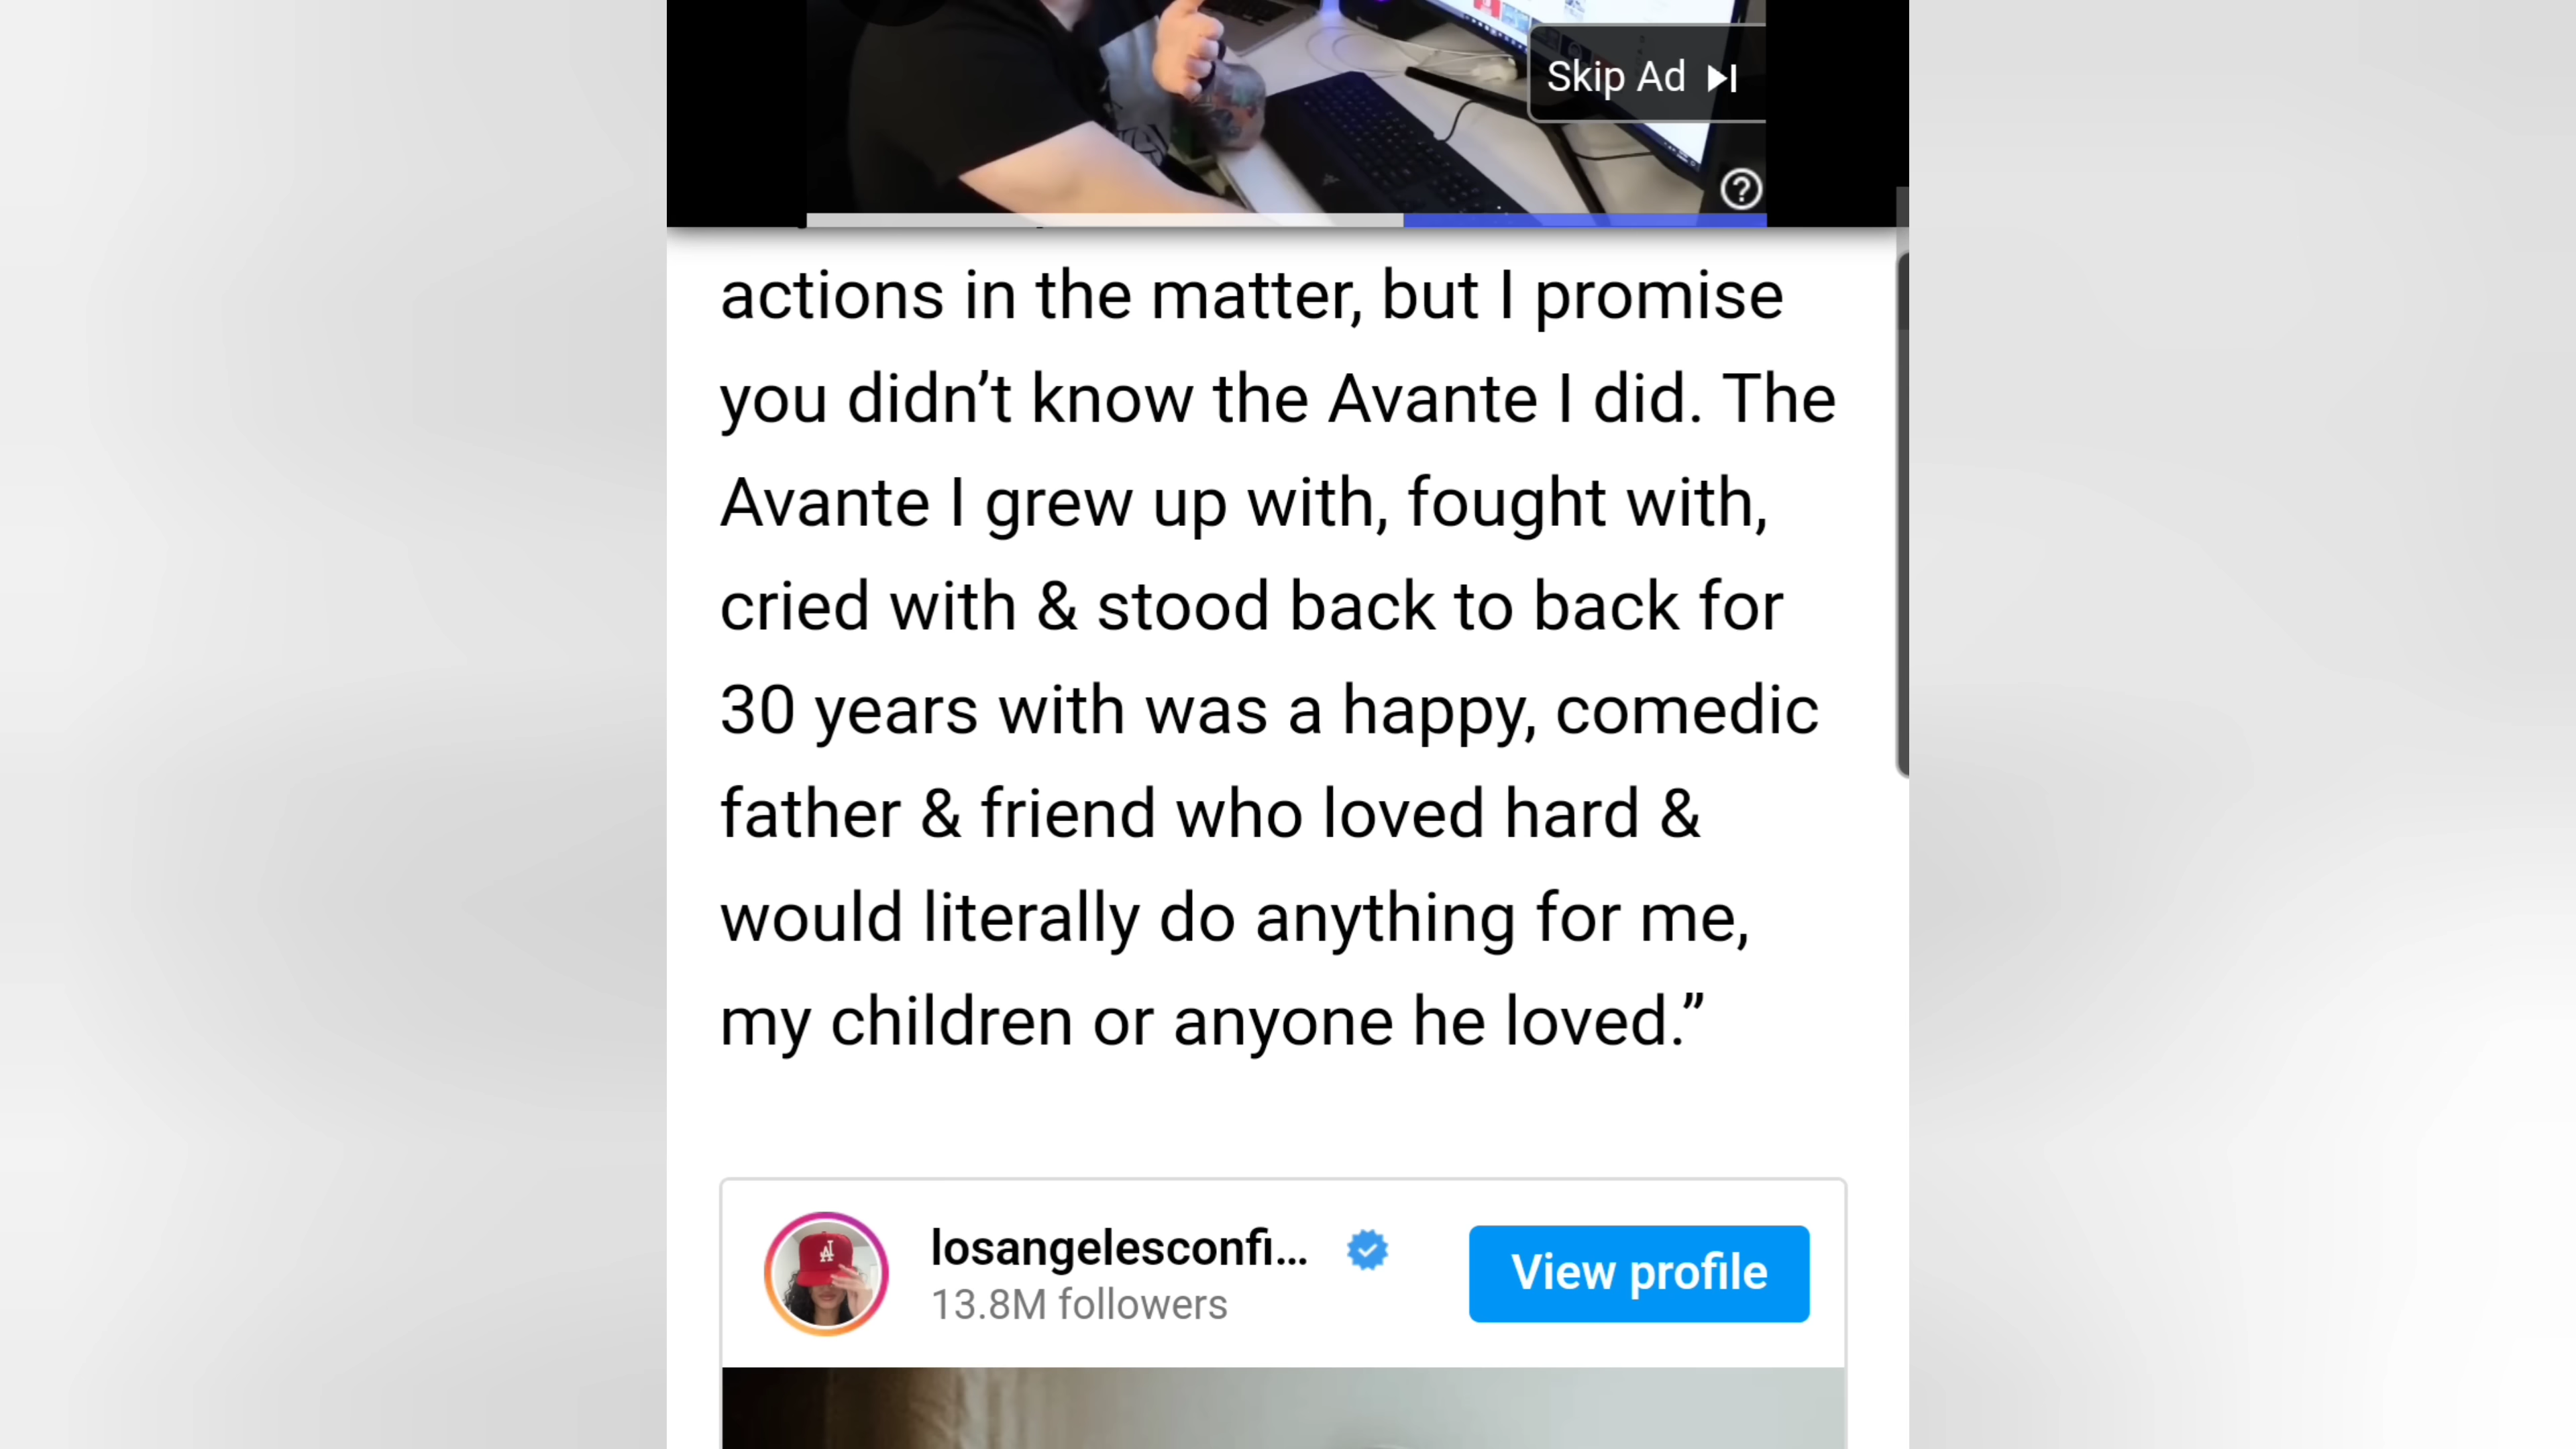 Skip Ad
actions in the matter, but I promise
you didn’t know the Avante I did. The
Avante I grew up with, fought with,
cried with & stood back to back for
30 years with was a happy, comedic
father & friend who loved hard &
would literally do anything for me,
my children or anyone he loved.”
losangelesconfi...
13.8M followers
View profile